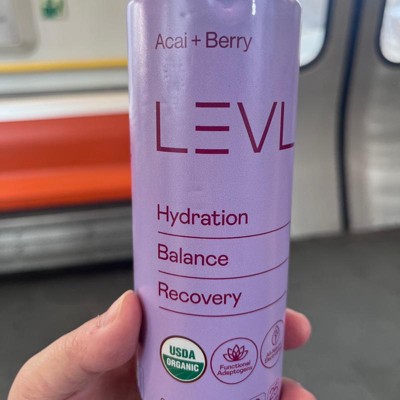 Acai + Berry
LEVL
Hydration
Balance
Recovery
USDA
ORGANIC
Functional
Adaptogens